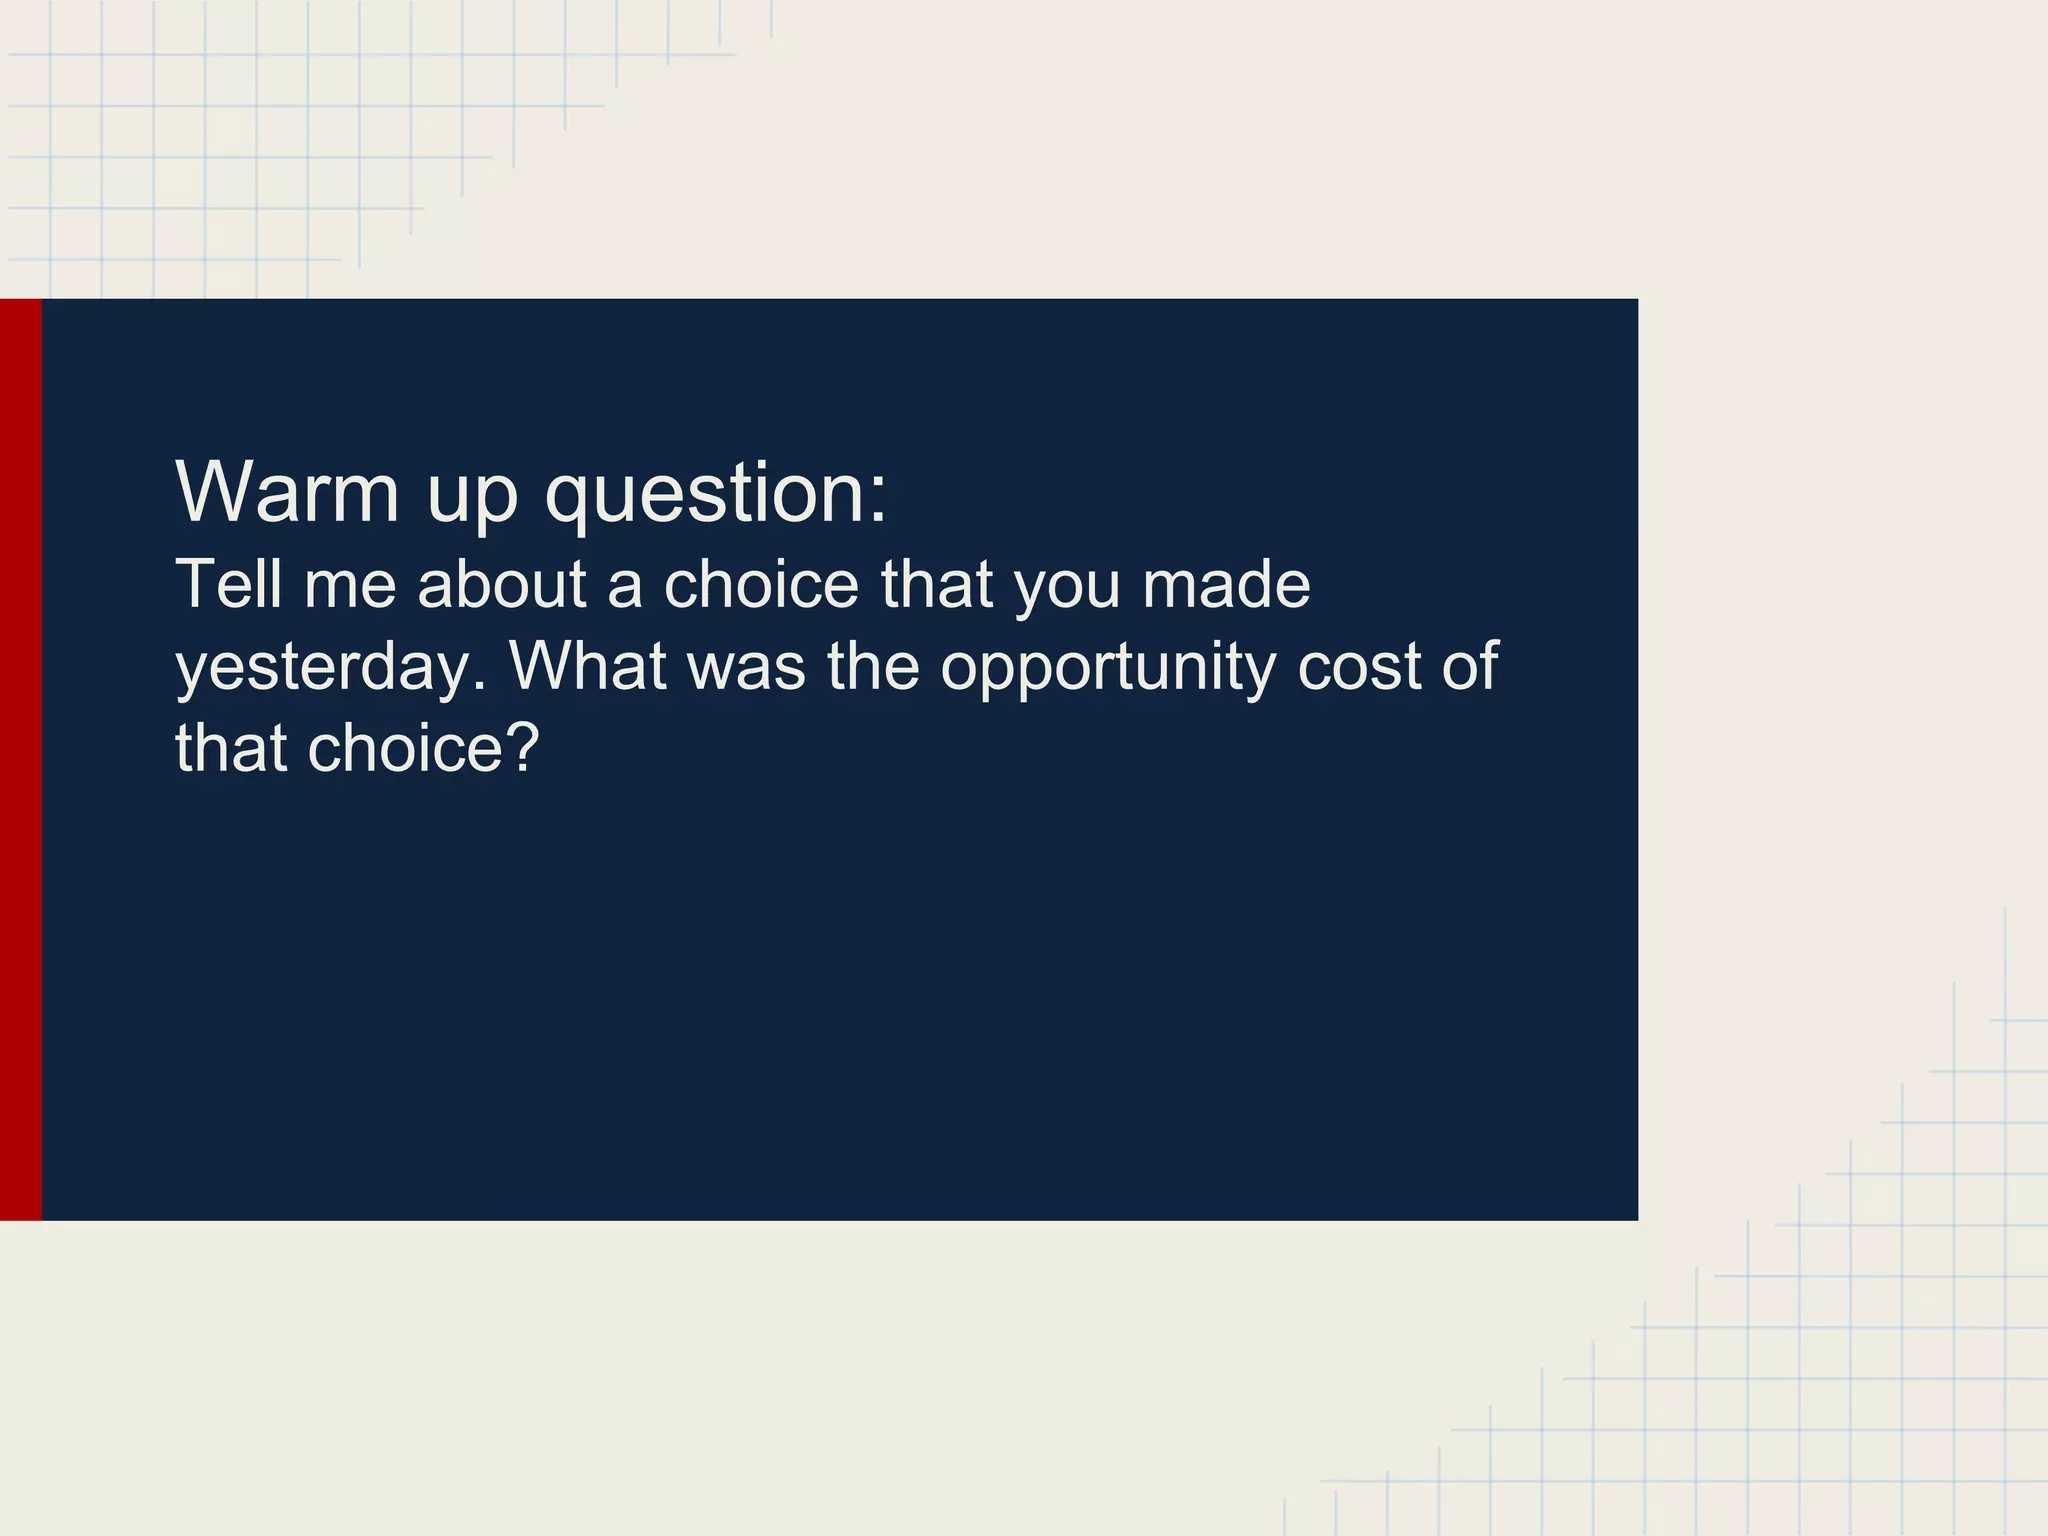 Warm up question:
Tell me about a choice that you made
yesterday. What was the opportunity cost of
that choice?